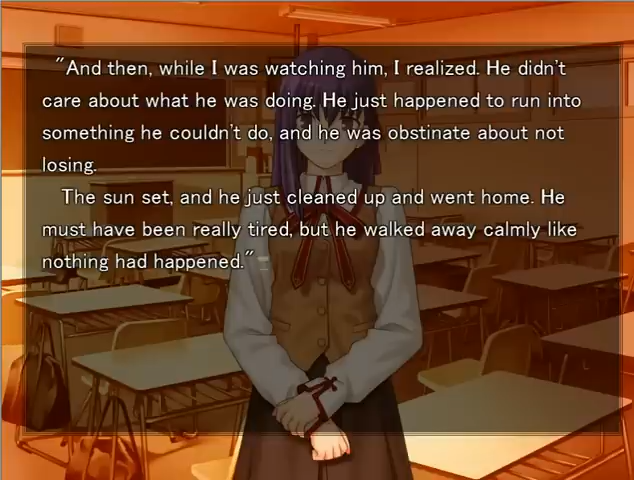 "And then, while I was watching him, I realized. He didn't
care about what he was doing. He just happened to run into
something he couldn't do, and he was obstinate about not
losing.
The sun set, and he just cleaned up and went home. He
must have been really tired, but he walked away calmly like
nothing had happened."